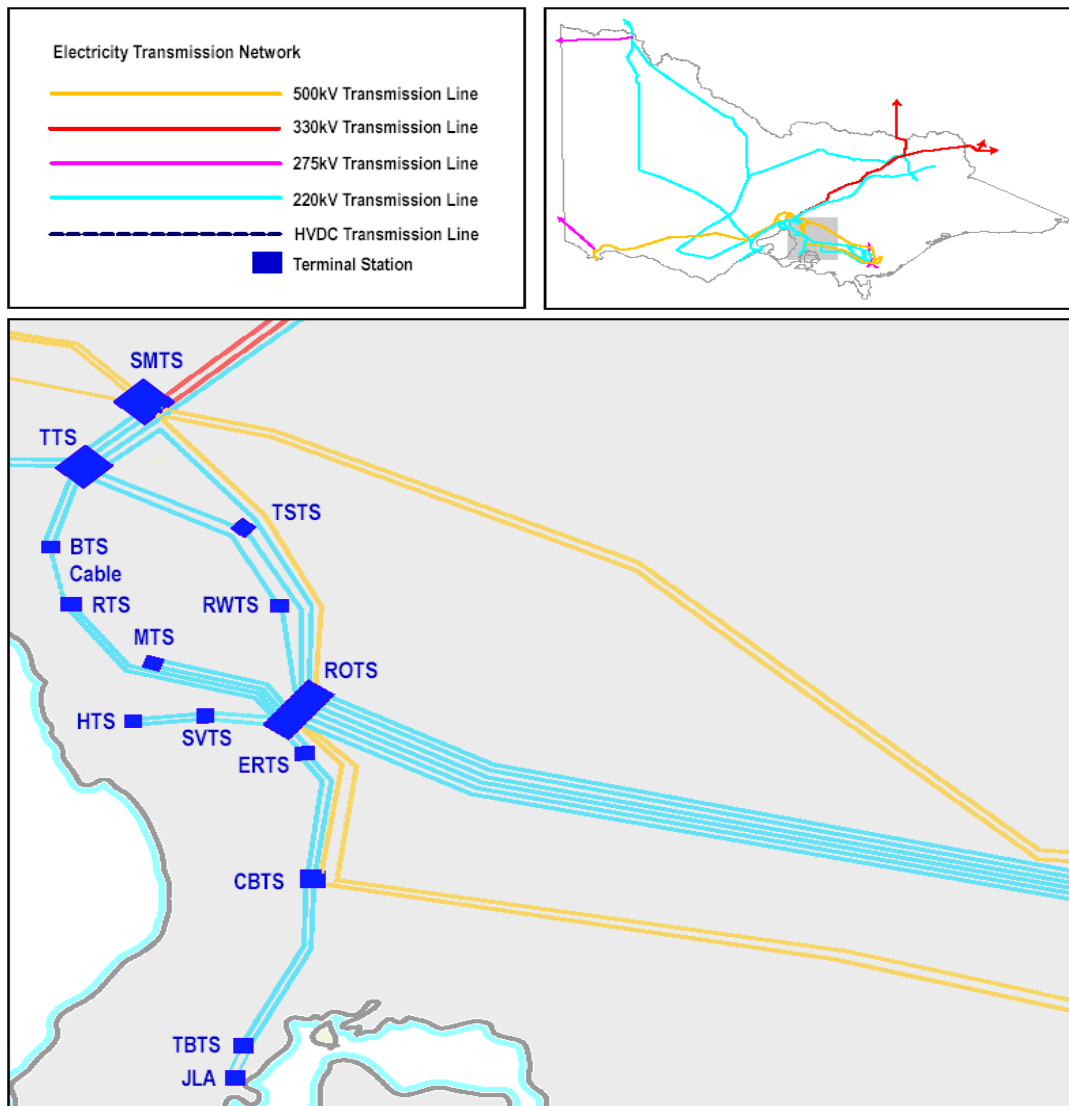 Electricity Transmission Network
500kV Transmission Line
330kV Transmission Line
275kV Transmission Line
220kV Transmission Line
HVDC Transmission Line
Terminal Station
SMTS
TTS
TSTS
BTS
Cable
RTS
RWTS
MTS
ROTS
HTS
SVTS
ERTS
CBTS
TBTS
JLA